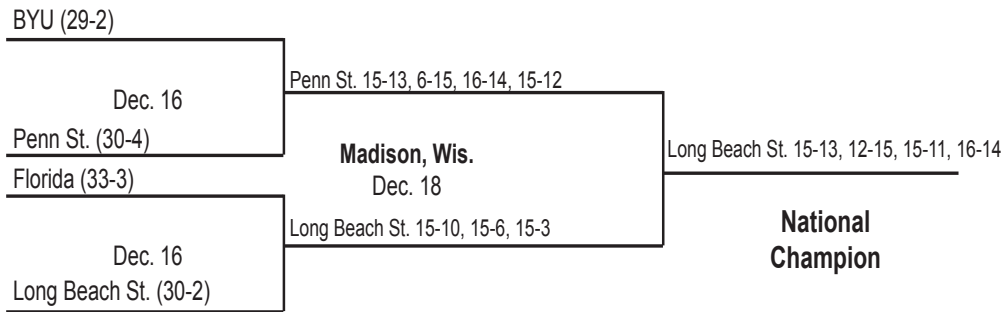 BYU (29-2)
Dec. 16
Penn St. (30-4)
Penn St. 15-13, 6-15, 16-14, 15-12
Florida (33-3)
Dec. 16
Long Beach St. (30-2)
Long Beach St. 15-10, 15-6, 15-3
Madison, Wis.
Dec. 18
Long Beach St. 15-13, 12-15, 15-11, 16-14
National
Champion